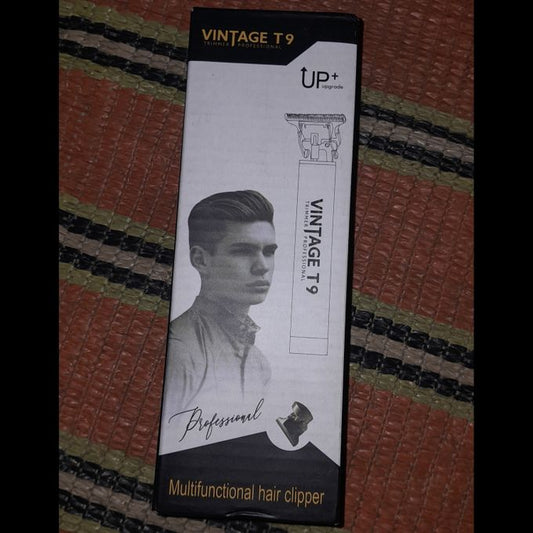 VINTAGE T9
TRIMMER PROFESSIONAL
UP+
upgrade
VINTAGE T9
TRIMMER PROFESSIONAL
Professional
Multifunctional hair clipper